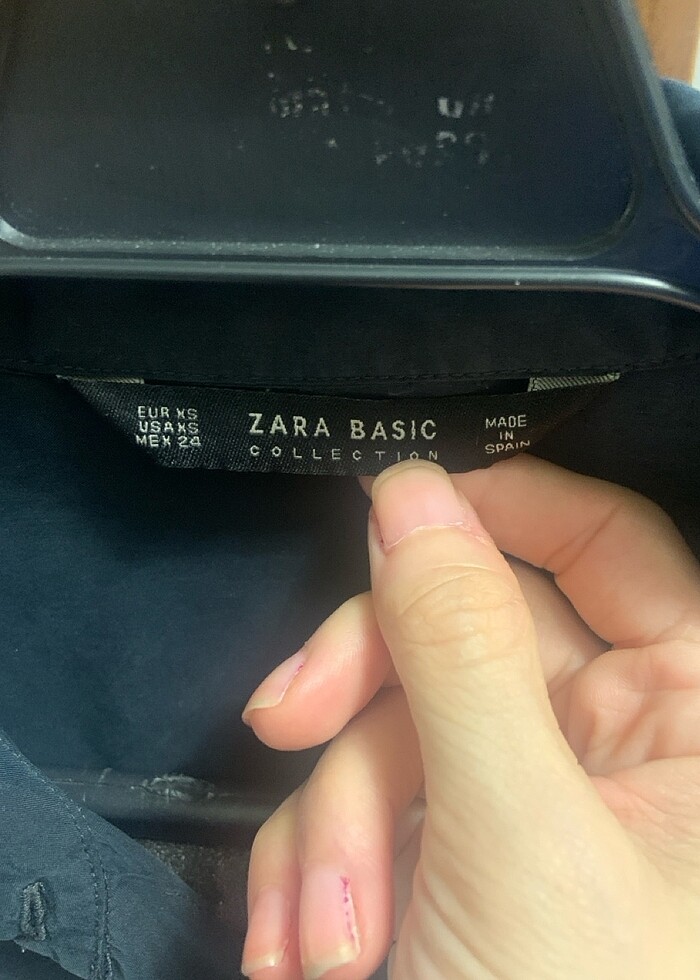 EUR XS
USA XS
MEX 24
ZARA BASIC
COLLECTION
MADE
IN
SPAIN